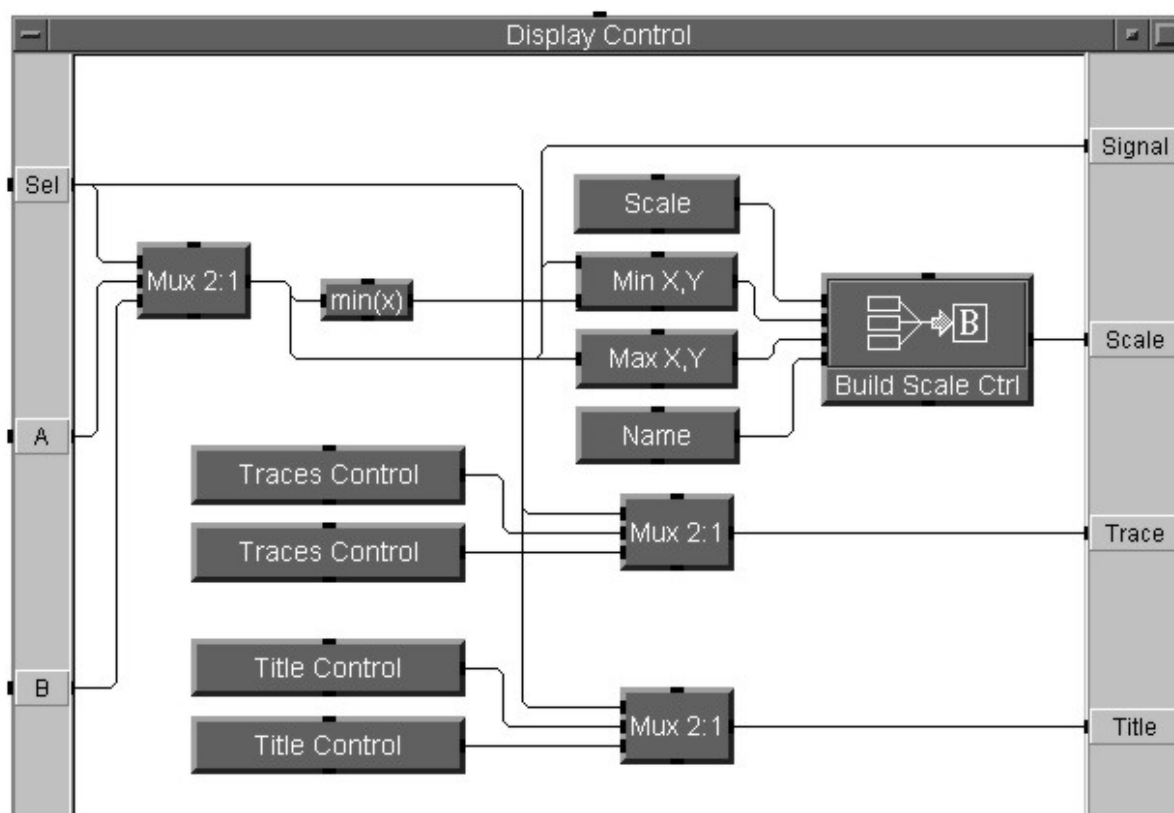 Display Control
Sel
A
B
Mux 2:1
min(x)
Scale
Min X,Y
Max X,Y
Name
B
Build Scale Ctrl
Traces Control
Traces Control
Mux 2:1
Title Control
Title Control
Mux 2:1
Signal
Scale
Trace
Title